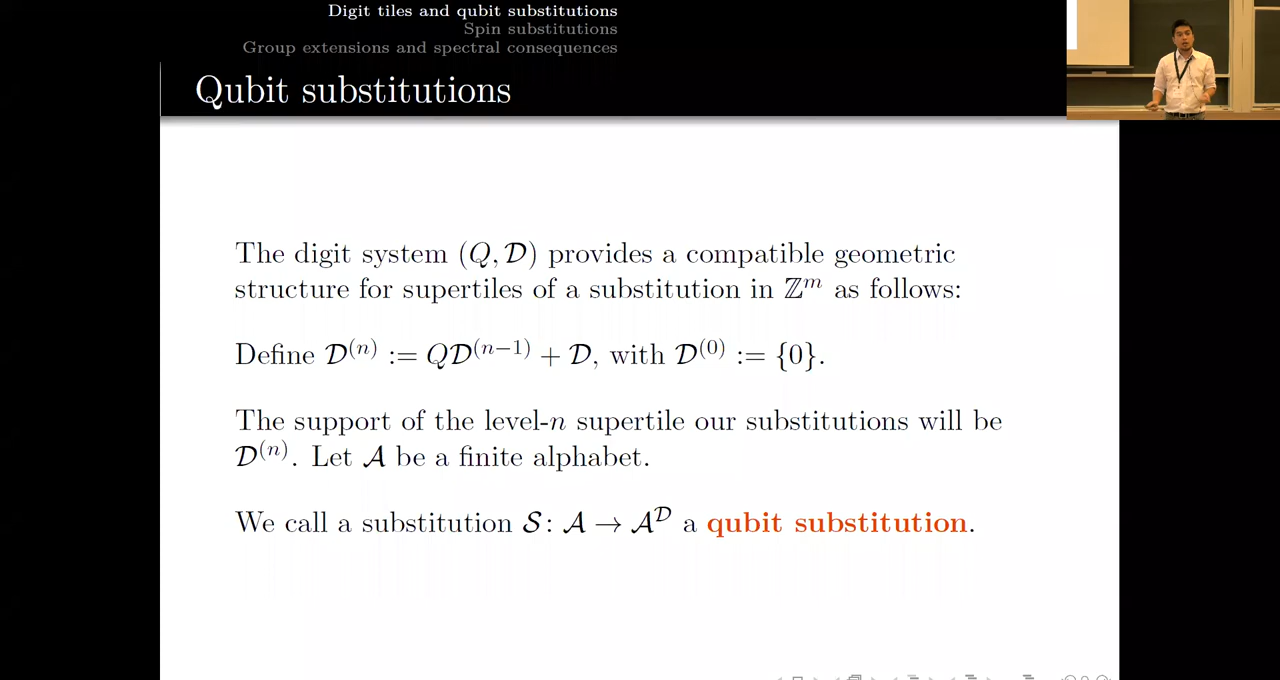 Digit tiles and qubit substitutions
Spin substitutions
Group extensions and spectral consequences
Qubit substitutions
The digit system (Q, 𝒟) provides a compatible geometric
structure for supertiles of a substitution in ℤᵐ as follows:
Define 𝒟⁽ⁿ⁾ := Q𝒟⁽ⁿ⁻¹⁾ + 𝒟, with 𝒟⁽⁰⁾ := {0}.
The support of the level-n supertile our substitutions will be
𝒟⁽ⁿ⁾. Let 𝒜 be a finite alphabet.
We call a substitution 𝒮: 𝒜 → 𝒜^𝒟 a qubit substitution.